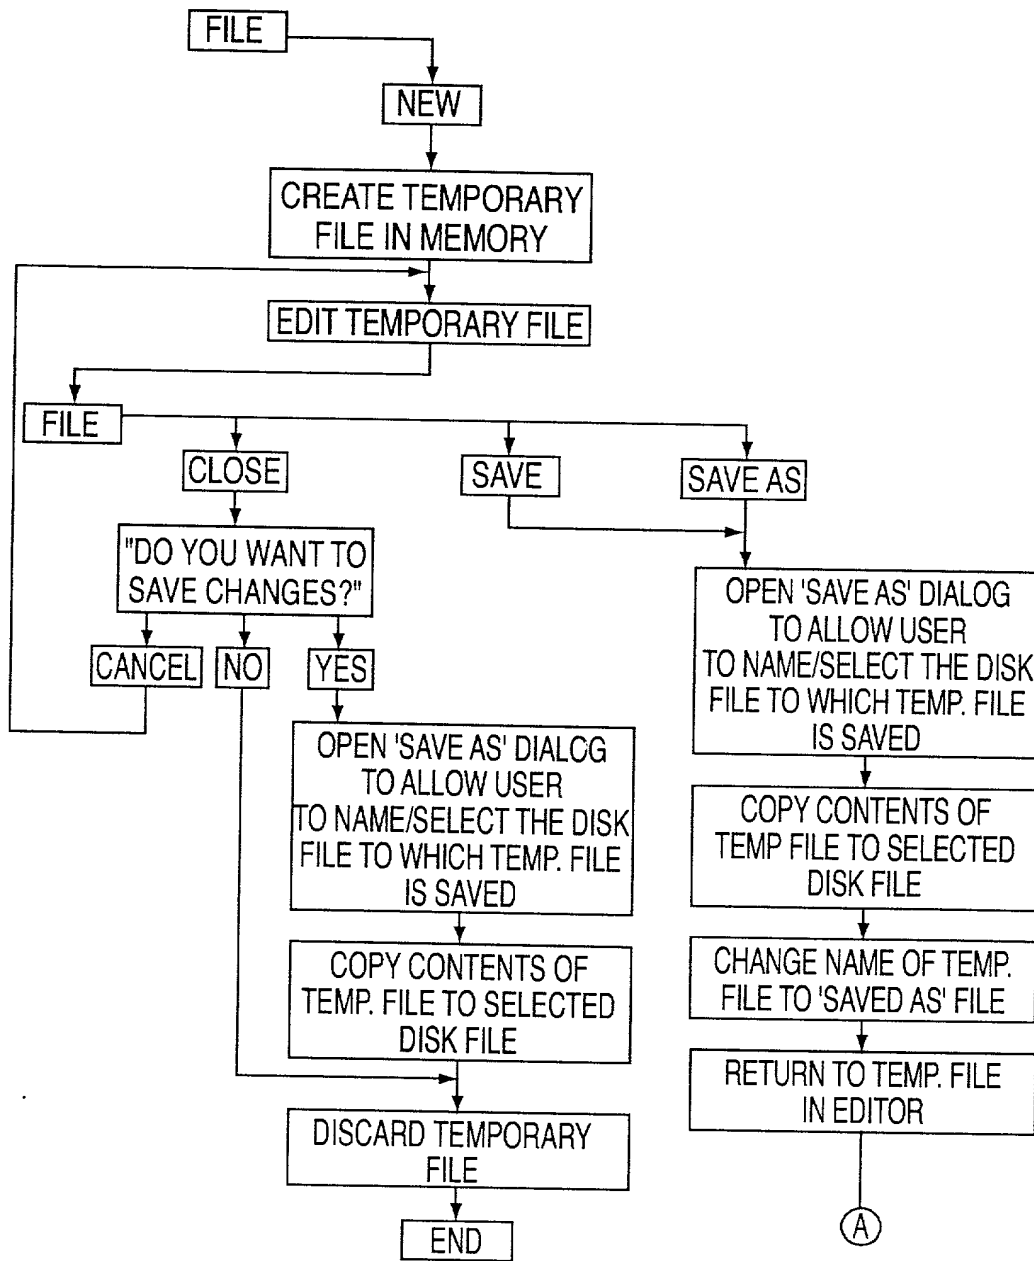 FILE
NEW
CREATE TEMPORARY
FILE IN MEMORY
EDIT TEMPORARY FILE
FILE
CLOSE
SAVE
SAVE AS
"DO YOU WANT TO
SAVE CHANGES?"
CANCEL
NO
YES
OPEN 'SAVE AS' DIALOG
TO ALLOW USER
TO NAME/SELECT THE DISK
FILE TO WHICH TEMP. FILE
IS SAVED
COPY CONTENTS OF
TEMP. FILE TO SELECTED
DISK FILE
DISCARD TEMPORARY
FILE
END
OPEN 'SAVE AS' DIALOG
TO ALLOW USER
TO NAME/SELECT THE DISK
FILE TO WHICH TEMP. FILE
IS SAVED
COPY CONTENTS OF
TEMP FILE TO SELECTED
DISK FILE
CHANGE NAME OF TEMP.
FILE TO 'SAVED AS' FILE
RETURN TO TEMP. FILE
IN EDITOR
A